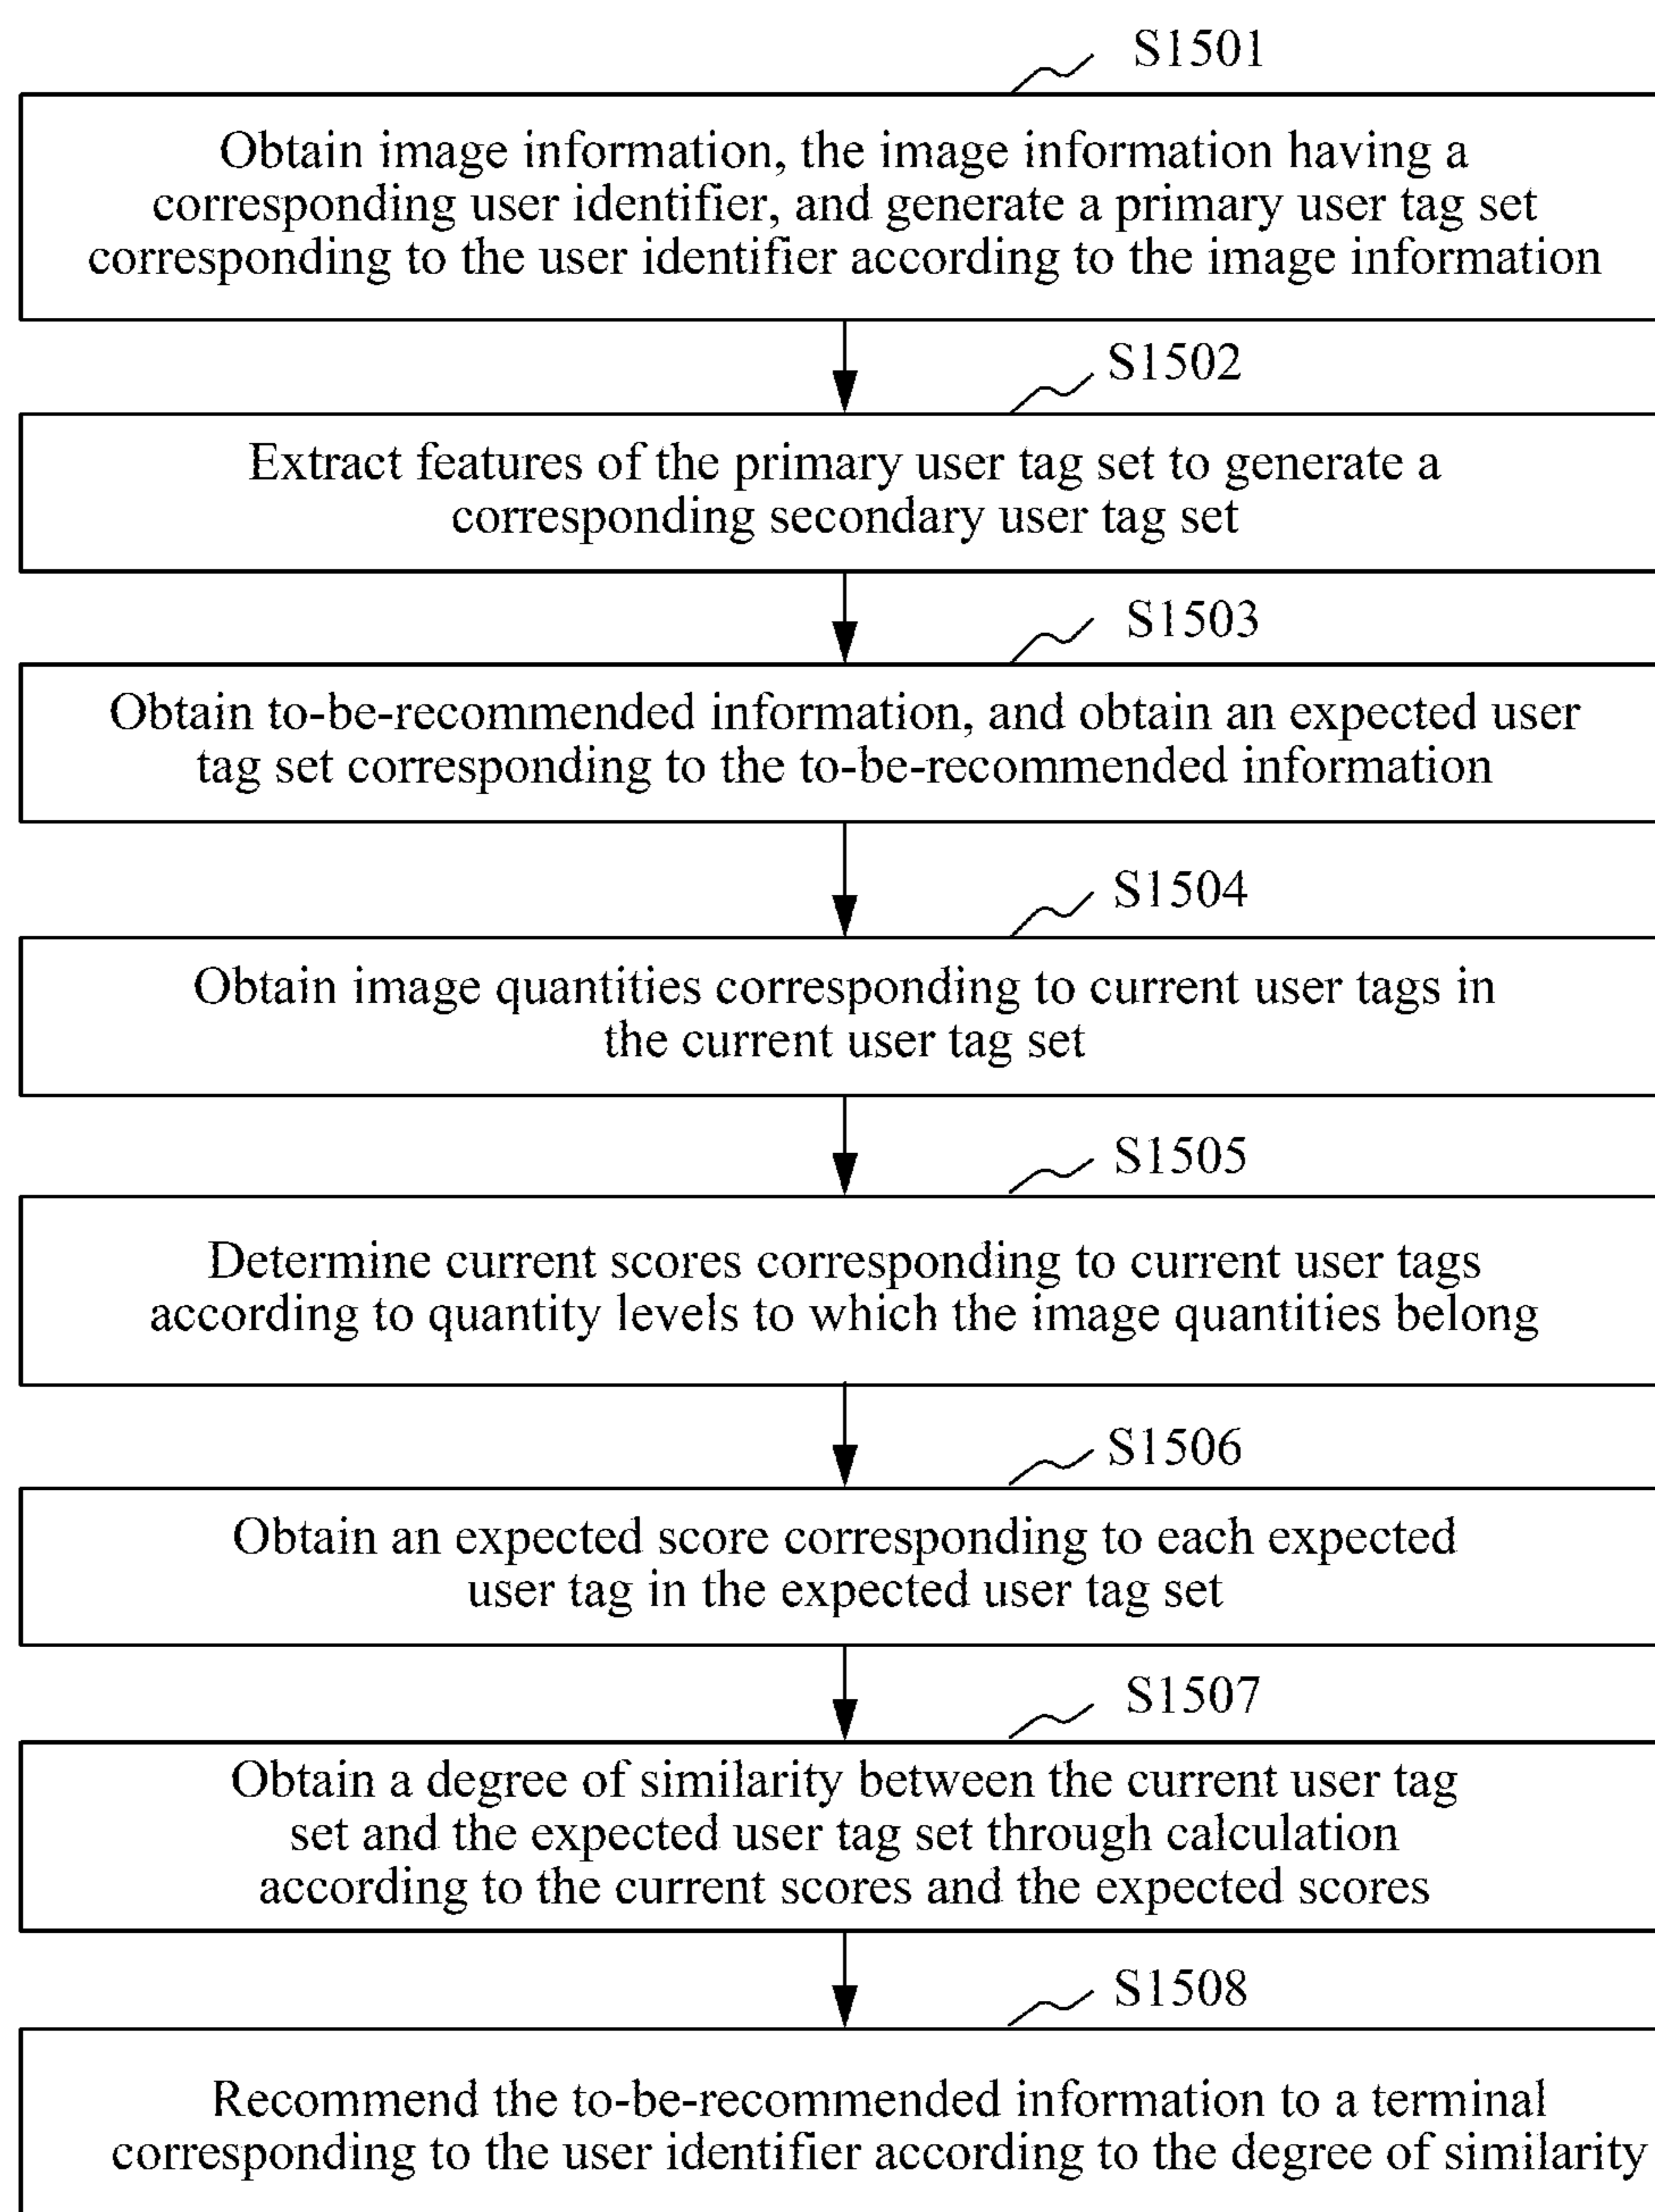 S1501
Obtain image information, the image information having a
corresponding user identifier, and generate a primary user tag set
corresponding to the user identifier according to the image information
S1502
Extract features of the primary user tag set to generate a
corresponding secondary user tag set
S1503
Obtain to-be-recommended information, and obtain an expected user
tag set corresponding to the to-be-recommended information
S1504
Obtain image quantities corresponding to current user tags in
the current user tag set
S1505
Determine current scores corresponding to current user tags
according to quantity levels to which the image quantities belong
S1506
Obtain an expected score corresponding to each expected
user tag in the expected user tag set
S1507
Obtain a degree of similarity between the current user tag
set and the expected user tag set through calculation
according to the current scores and the expected scores
S1508
Recommend the to-be-recommended information to a terminal
corresponding to the user identifier according to the degree of similarity